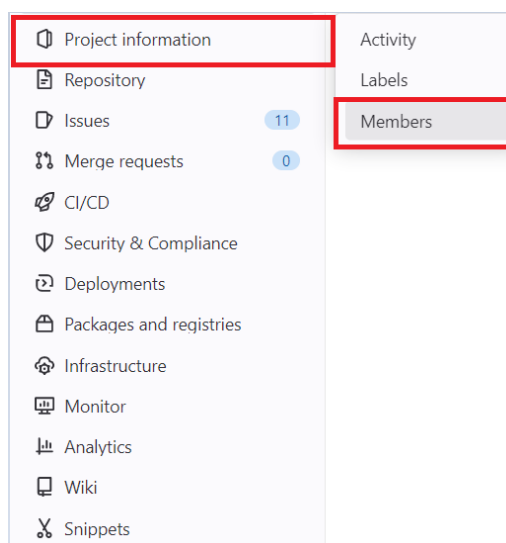 Project information
Repository
Issues 11
Merge requests 0
CI/CD
Security & Compliance
Deployments
Packages and registries
Infrastructure
Monitor
Analytics
Wiki
Snippets
Activity
Labels
Members